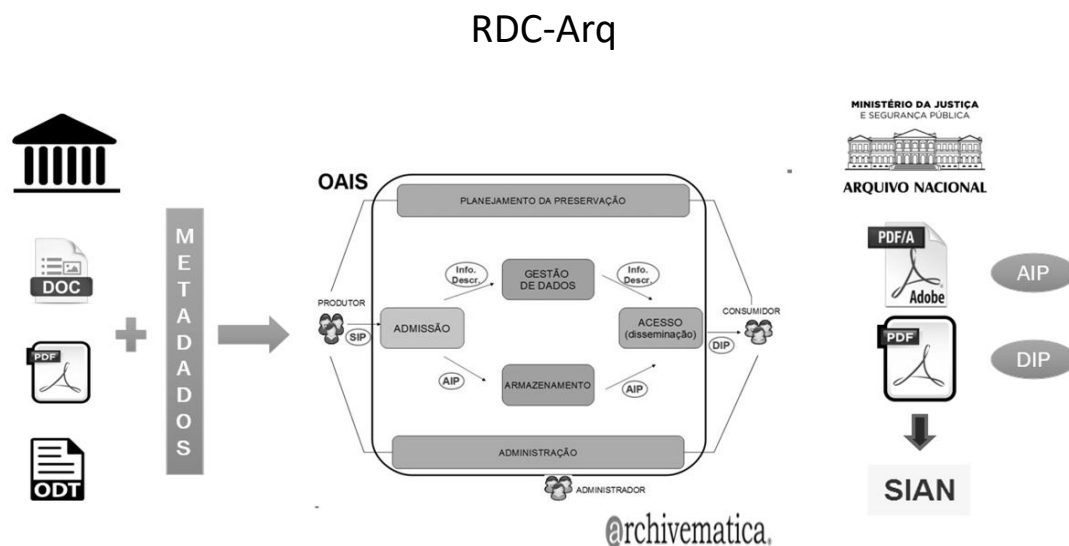 RDC-Arq
DOC
PDF
ODT
METADADOS
OAIS
PLANEJAMENTO DA PRESERVAÇÃO
Info.
Descr.
GESTÃO
DE DADOS
Info.
Descr.
PRODUTOR
SIP
ADMISSÃO
ACESSO
(disseminação)
DIP
CONSUMIDOR
AIP
ARMAZENAMENTO
AIP
ADMINISTRAÇÃO
ADMINISTRADOR
archivematica.
MINISTÉRIO DA JUSTIÇA
E SEGURANÇA PÚBLICA
ARQUIVO NACIONAL
PDF/A
Adobe
AIP
PDF
DIP
SIAN